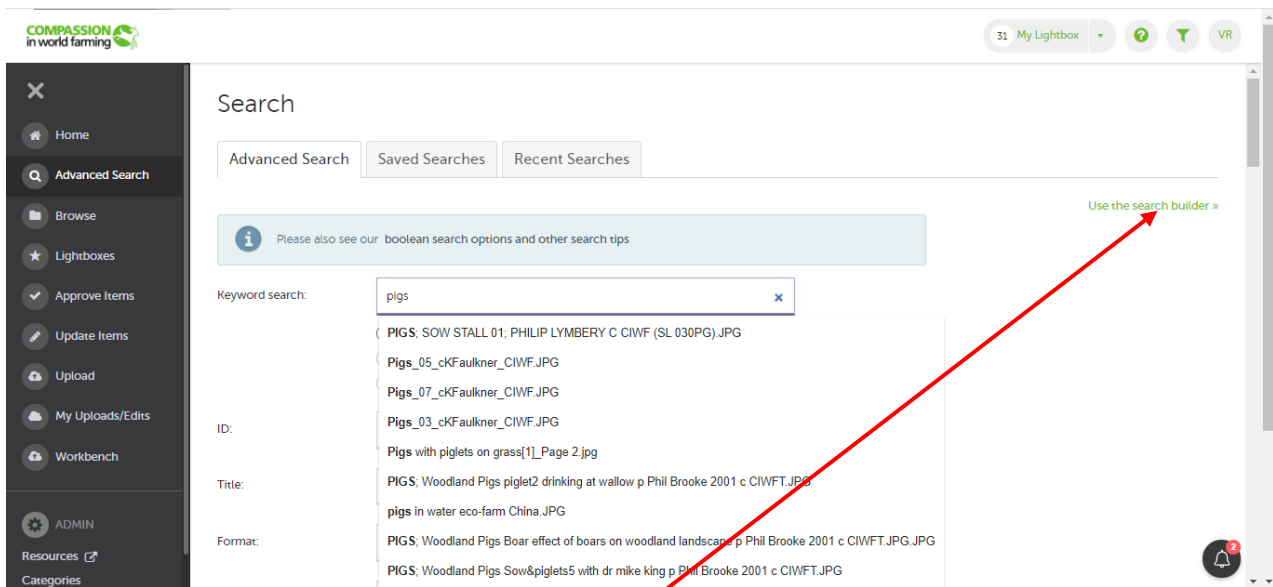 COMPASSION
in world farming
31 My Lightbox
VR
Home
Advanced Search
Browse
Lightboxes
Approve Items
Update Items
Upload
My Uploads/Edits
Workbench
ADMIN
Resources
Categories
Search
Advanced Search Saved Searches Recent Searches
Use the search builder »
Please also see our boolean search options and other search tips
Keyword search: pigs
PIGS; SOW STALL 01; PHILIP LYMBERY C CIWF (SL 030PG).JPG
Pigs_05_cKFaulkner_CIWF.JPG
Pigs_07_cKFaulkner_CIWF.JPG
Pigs_03_cKFaulkner_CIWF.JPG
ID:
Pigs with piglets on grass[1]_Page 2.jpg
Title:
PIGS; Woodland Pigs piglet2 drinking at wallow p Phil Brooke 2001 c CIWFT.JPG
pigs in water eco-farm China.JPG
Format:
PIGS; Woodland Pigs Boar effect of boars on woodland landscape p Phil Brooke 2001 c CIWFT.JPG.JPG
PIGS; Woodland Pigs Sow&piglets5 with dr mike king p Phil Brooke 2001 c CIWFT.JPG
2